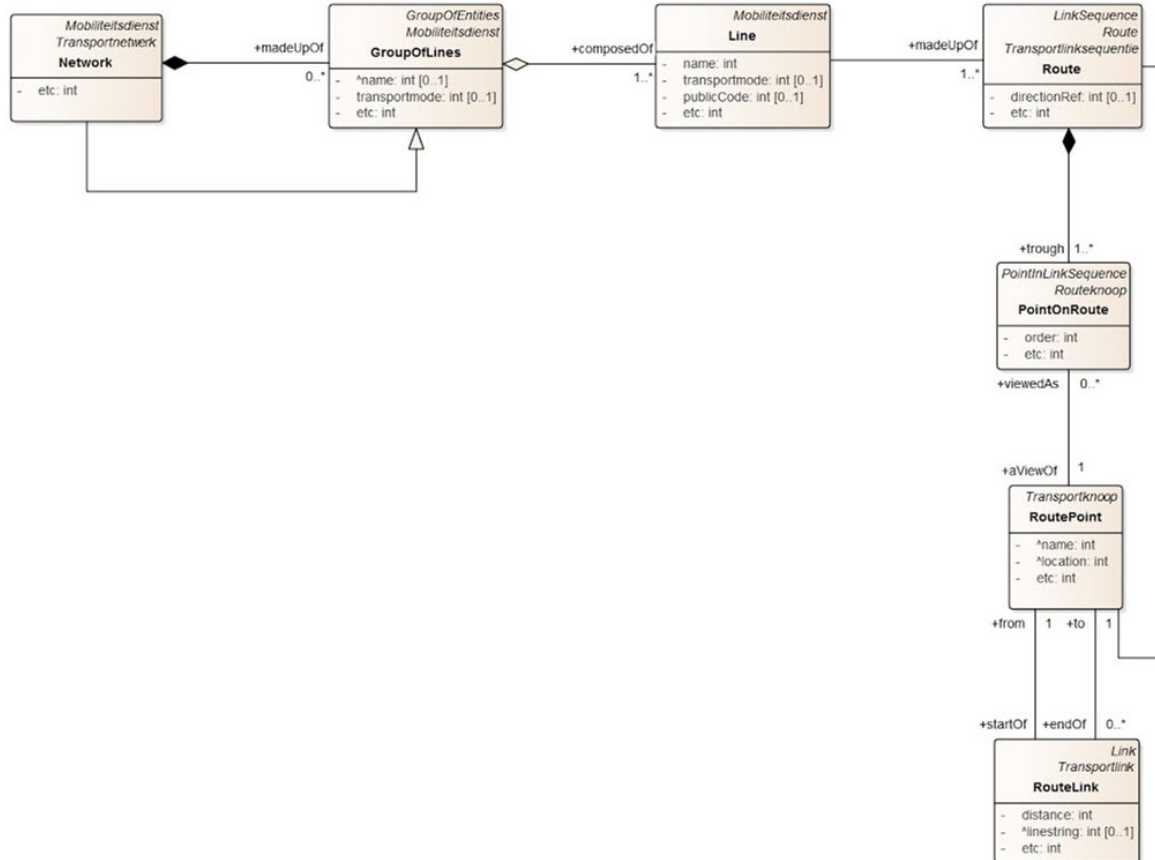 Mobiliteitsdienst
Transportnetwerk
Network
- etc: int
+madeUpOf
0..*
GroupOfEntities
Mobiliteitsdienst
GroupOfLines
- ^name: int [0..1]
- transportmode: int [0..1]
- etc: int
+composedOf
1..*
Mobiliteitsdienst
Line
- name: int
- transportmode: int [0..1]
- publicCode: int [0..1]
- etc: int
+madeUpOf
1..*
LinkSequence
Route
Transportlinksequentie
Route
- directionRef: int [0..1]
- etc: int
+trough 1..*
PointInLinkSequence
Routeknoop
PointOnRoute
- order: int
- etc: int
+viewedAs 0..*
+aViewOf 1
Transportknoop
RoutePoint
- ^name: int
- ^location: int
- etc: int
+from 1 +to 1
+startOf +endOf 0..*
Link
Transportlink
RouteLink
- distance: int
- ^linestring: int [0..1]
- etc: int